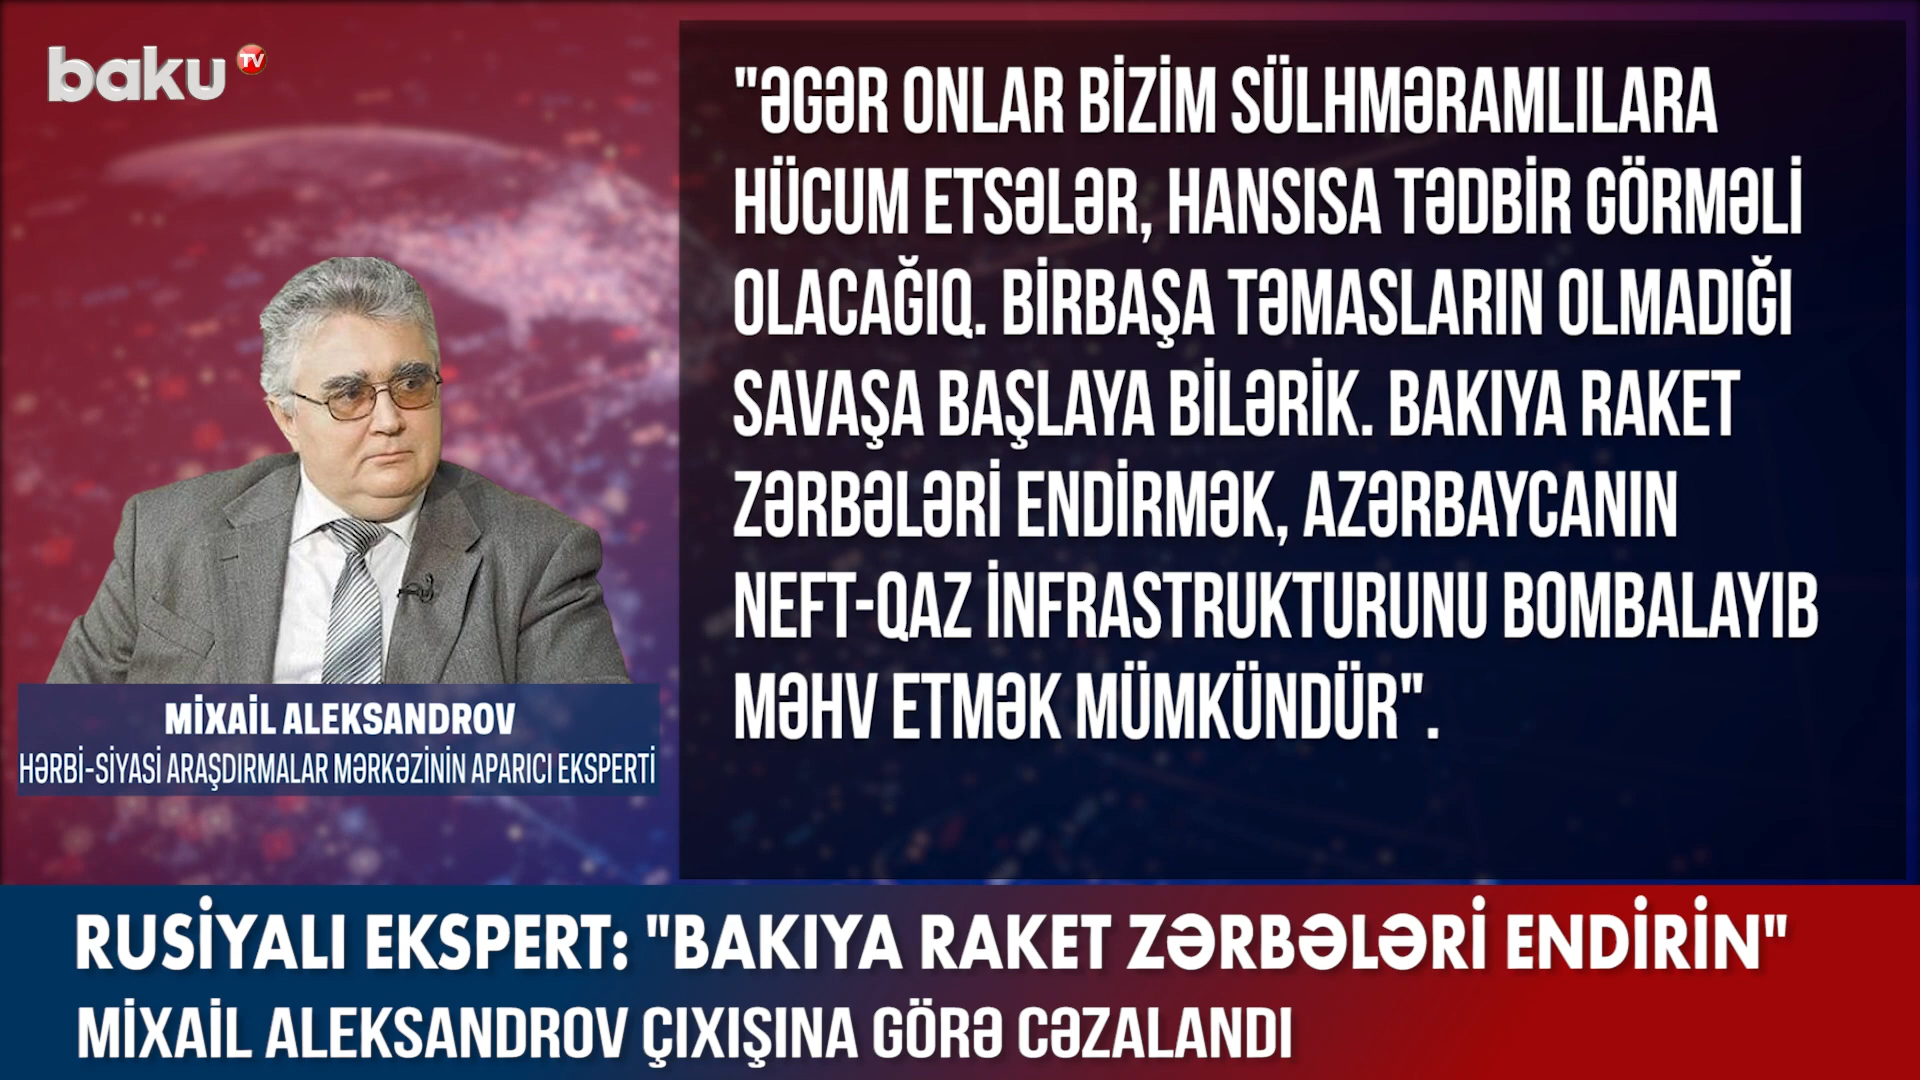 baku TV
"ƏGƏR ONLAR BİZİM SÜLHMƏRAMLILARA
HÜCUM ETSƏLƏR, HANSISA TƏDBİR GÖRMƏLİ
OLACAĞIQ. BİRBAŞA TƏMASLARIN OLMADIĞI
SAVAŞA BAŞLAYA BİLƏRİK. BAKIYA RAKET
ZƏRBƏLƏRİ ENDİRMƏK, AZƏRBAYCANIN
NEFT-QAZ İNFRASTRUKTURUNU BOMBALAYIB
MƏHV ETMƏK MÜMKÜNDÜR".
MİXAİL ALEKSANDROV
HƏRBİ-SİYASİ ARAŞDIRMALAR MƏRKƏZİNİN APARICI EKSPERTİ
RUSİYALI EKSPERT: "BAKIYA RAKET ZƏRBƏLƏRİ ENDİRİN"
MİXAİL ALEKSANDROV ÇIXIŞINA GÖRƏ CƏZALANDI